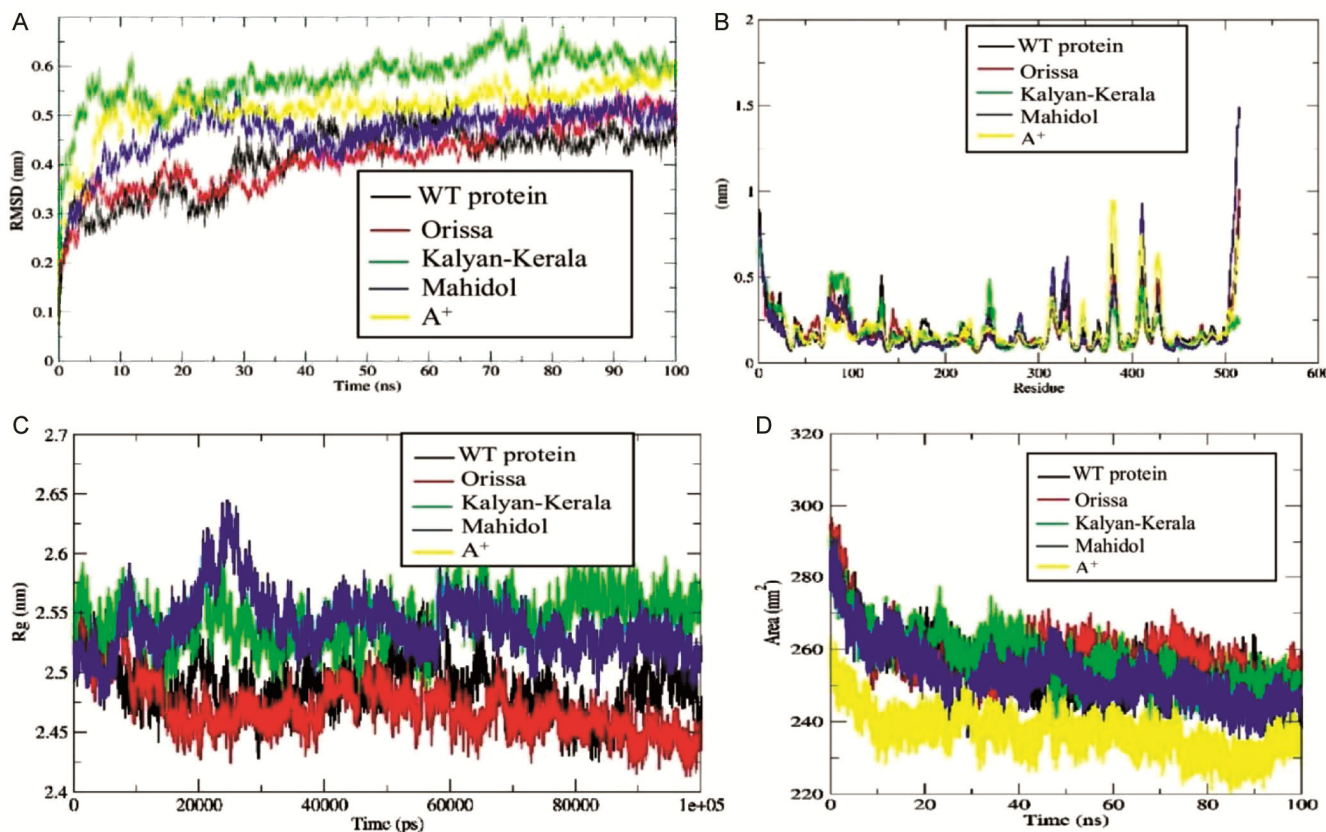 A
RMSD (nm)
0.6
0.5
0.4
0.3
0.2
0.1
0
WT protein
Orissa
Kalyan-Kerala
Mahidol
A+
0 10 20 30 40 50 60 70 80 90 100
Time (ns)
B
(nm)
2
1.5
1
0.5
0
WT protein
Orissa
Kalyan-Kerala
Mahidol
A+
0 100 200 300 400 500 600
Residue
C
Rg (nm)
2.7
2.65
2.6
2.55
2.5
2.45
2.4
WT protein
Orissa
Kalyan-Kerala
Mahidol
A+
0 20000 40000 60000 80000 1e+05
Time (ps)
D
Area (nm2)
320
300
280
260
240
220
WT protein
Orissa
Kalyan-Kerala
Mahidol
A+
0 20 40 60 80 100
Time (ns)